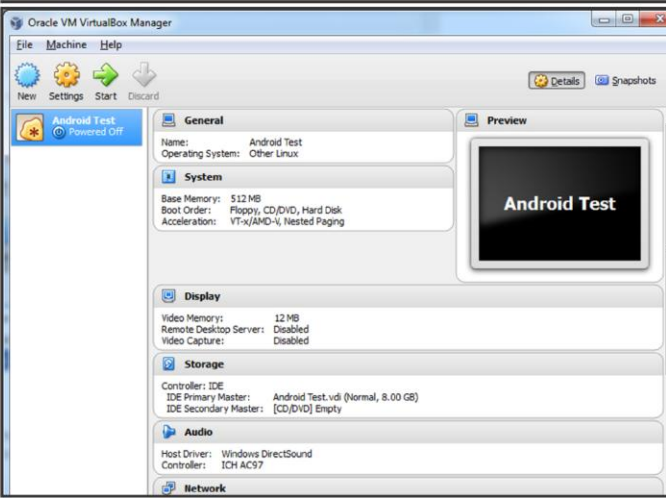 Oracle VM VirtualBox Manager
File Machine Help
New Settings Start Discard
Details Snapshots
Android Test
Powered Off
General
Name: Android Test
Operating System: Other Linux
System
Base Memory: 512 MB
Boot Order: Floppy, CD/DVD, Hard Disk
Acceleration: VT-x/AMD-V, Nested Paging
Preview
Android Test
Display
Video Memory: 12 MB
Remote Desktop Server: Disabled
Video Capture: Disabled
Storage
Controller: IDE
IDE Primary Master: Android Test.vdi (Normal, 8.00 GB)
IDE Secondary Master: [CD/DVD] Empty
Audio
Host Driver: Windows DirectSound
Controller: ICH AC97
Network